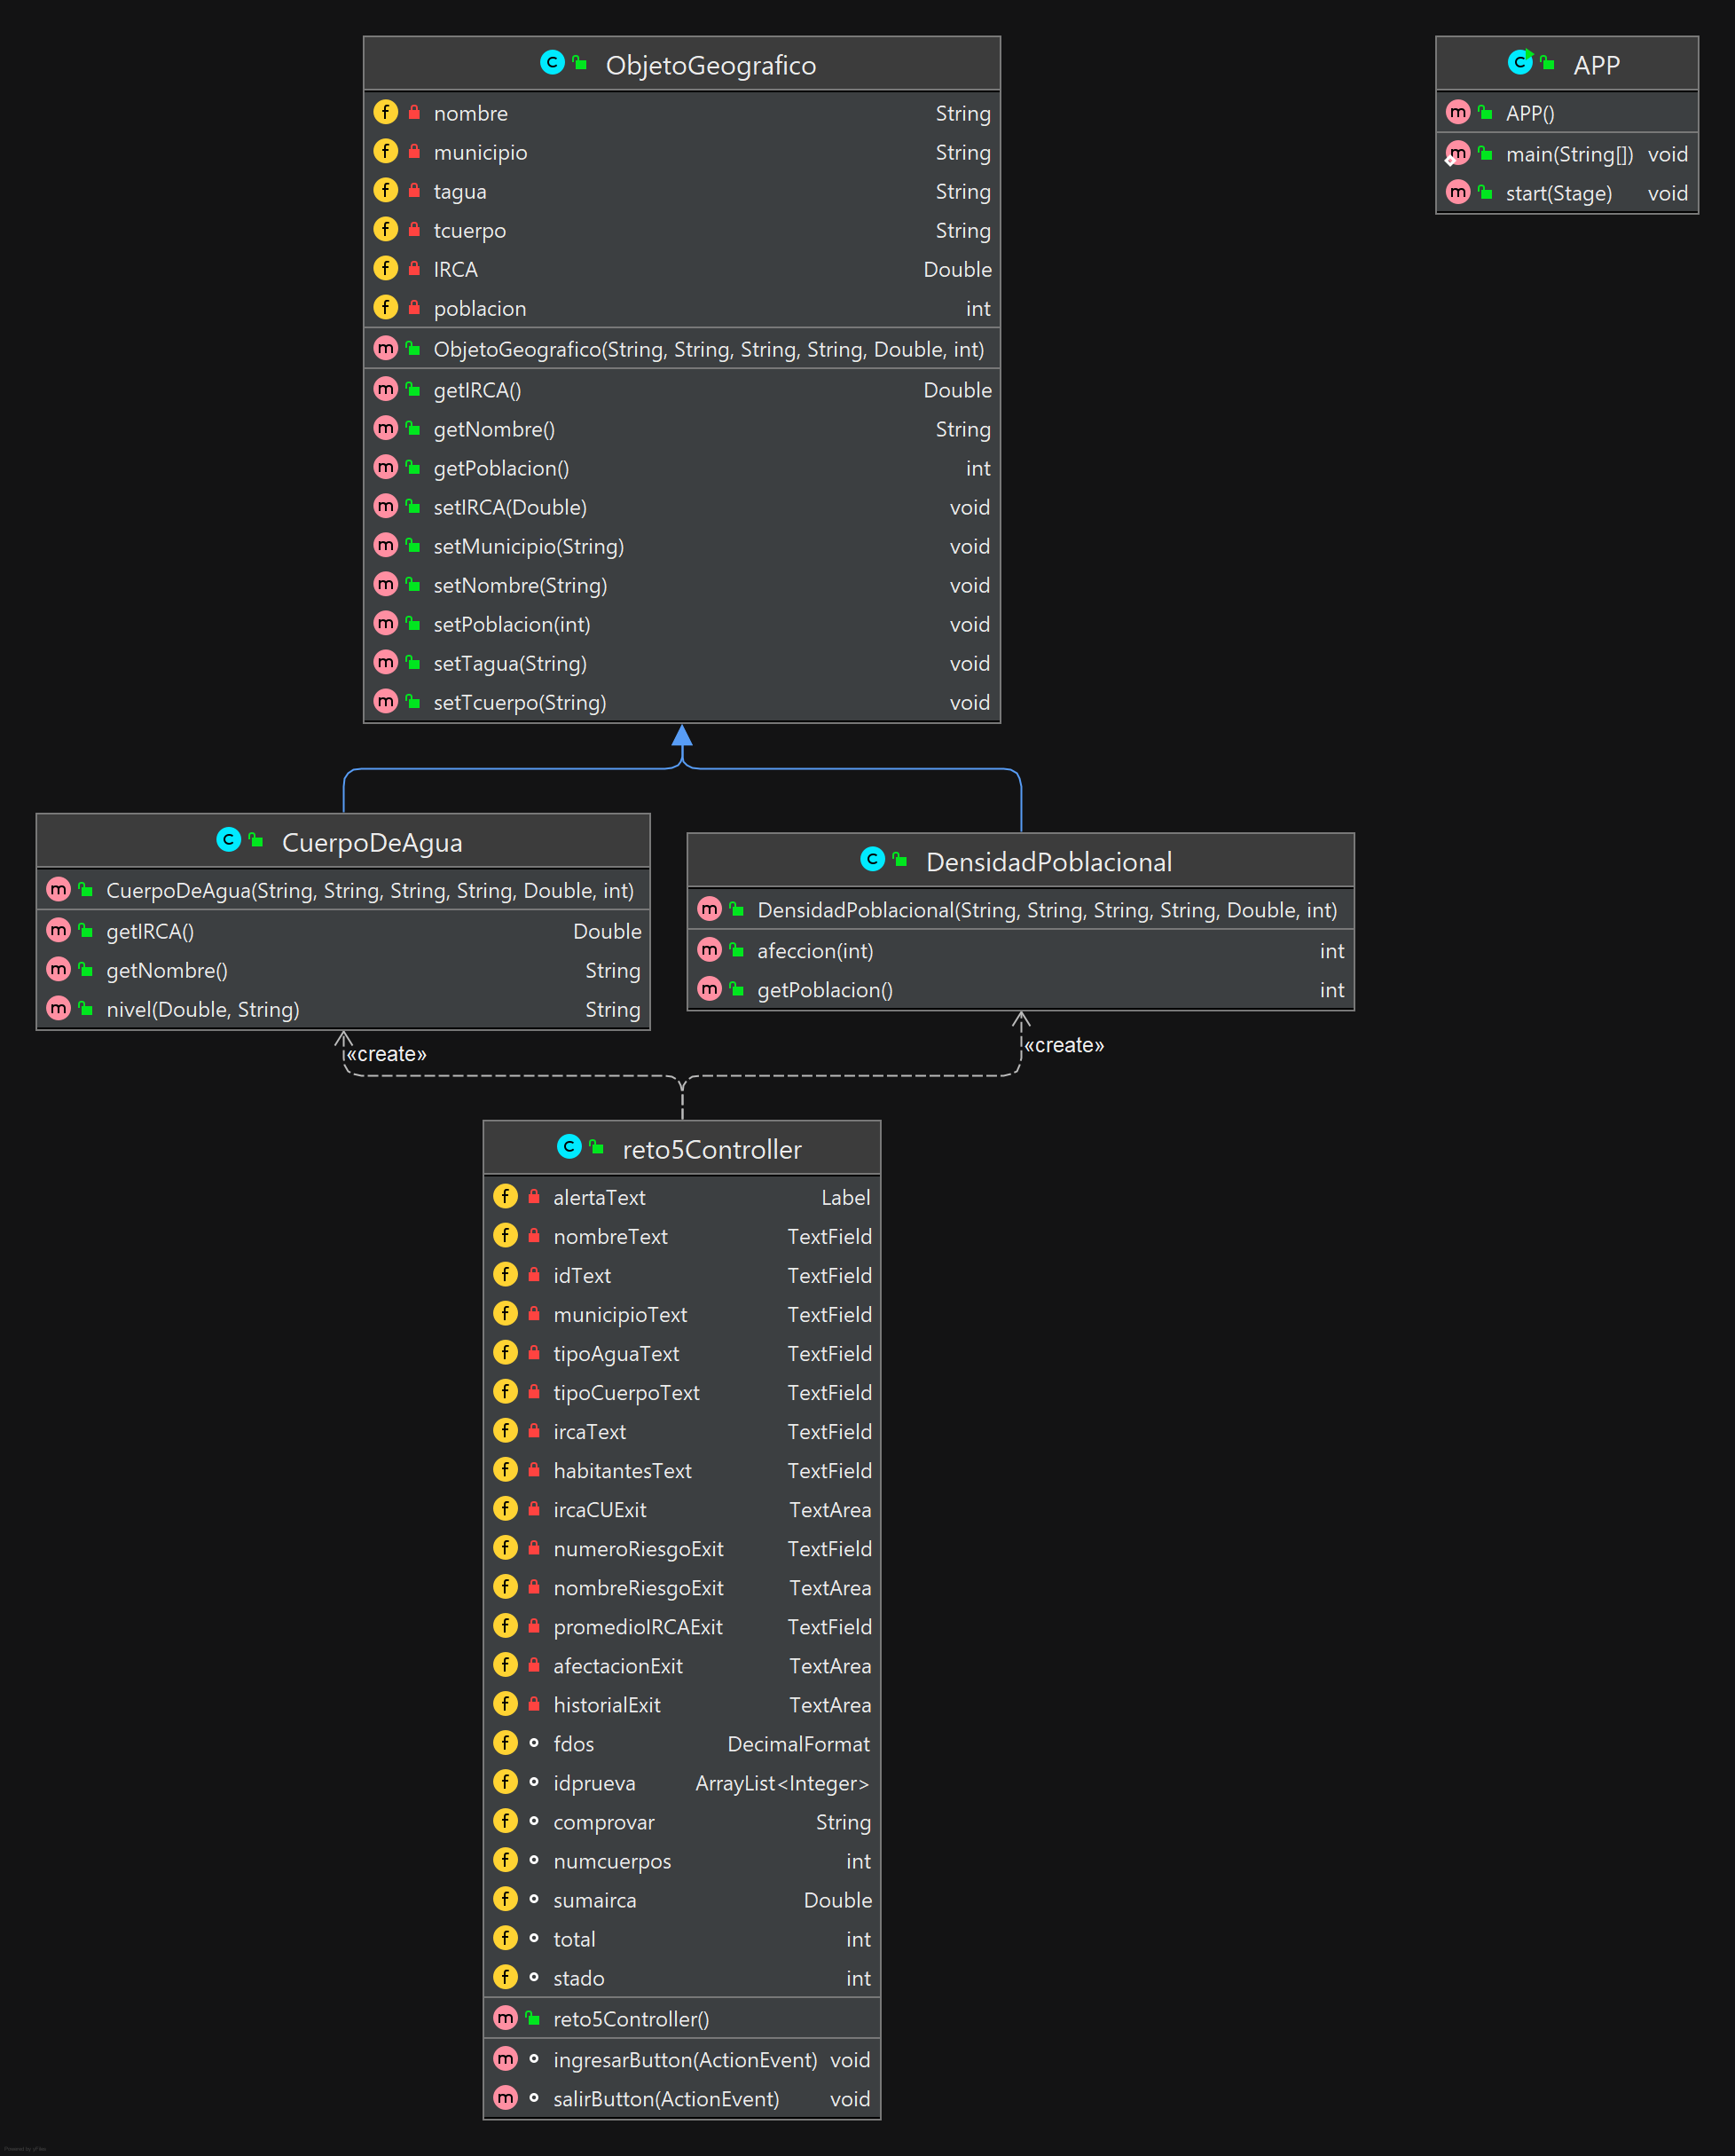 ObjetoGeografico
nombre String
municipio String
tagua String
tcuerpo String
IRCA Double
poblacion int
ObjetoGeografico(String, String, String, String, Double, int)
getIRCA() Double
getNombre() String
getPoblacion() int
setIRCA(Double) void
setMunicipio(String) void
setNombre(String) void
setPoblacion(int) void
setTagua(String) void
setTcuerpo(String) void
APP
APP()
main(String[]) void
start(Stage) void
CuerpoDeAgua
CuerpoDeAgua(String, String, String, String, Double, int)
getIRCA() Double
getNombre() String
nivel(Double, String) String
DensidadPoblacional
DensidadPoblacional(String, String, String, String, Double, int)
afeccion(int) int
getPoblacion() int
«create»
«create»
reto5Controller
alertaText Label
nombreText TextField
idText TextField
municipioText TextField
tipoAguaText TextField
tipoCuerpoText TextField
ircaText TextField
habitantesText TextField
ircaCUExit TextArea
numeroRiesgoExit TextField
nombreRiesgoExit TextArea
promedioIRCAExit TextField
afectacionExit TextArea
historialExit TextArea
fdos DecimalFormat
idprueva ArrayList<Integer>
comprovar String
numcuerpos int
sumairca Double
total int
stado int
reto5Controller()
ingresarButton(ActionEvent) void
salirButton(ActionEvent) void
Powered by yFiles